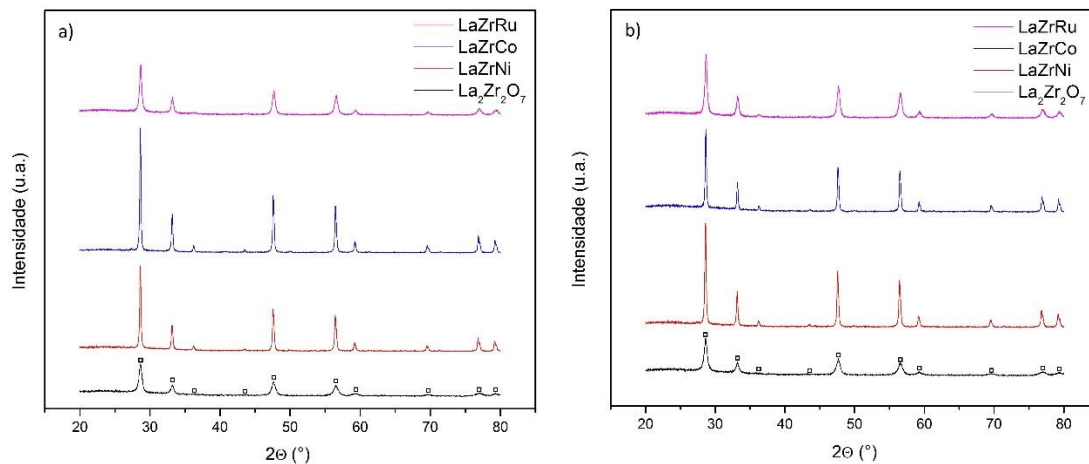 a)
LaZrRu
LaZrCo
LaZrNi
La₂Zr₂O₇
Intensidade (u.a.)
20 30 40 50 60 70 80
2Θ (°)
b)
LaZrRu
LaZrCo
LaZrNi
La₂Zr₂O₇
Intensidade (u.a.)
20 30 40 50 60 70 80
2Θ (°)